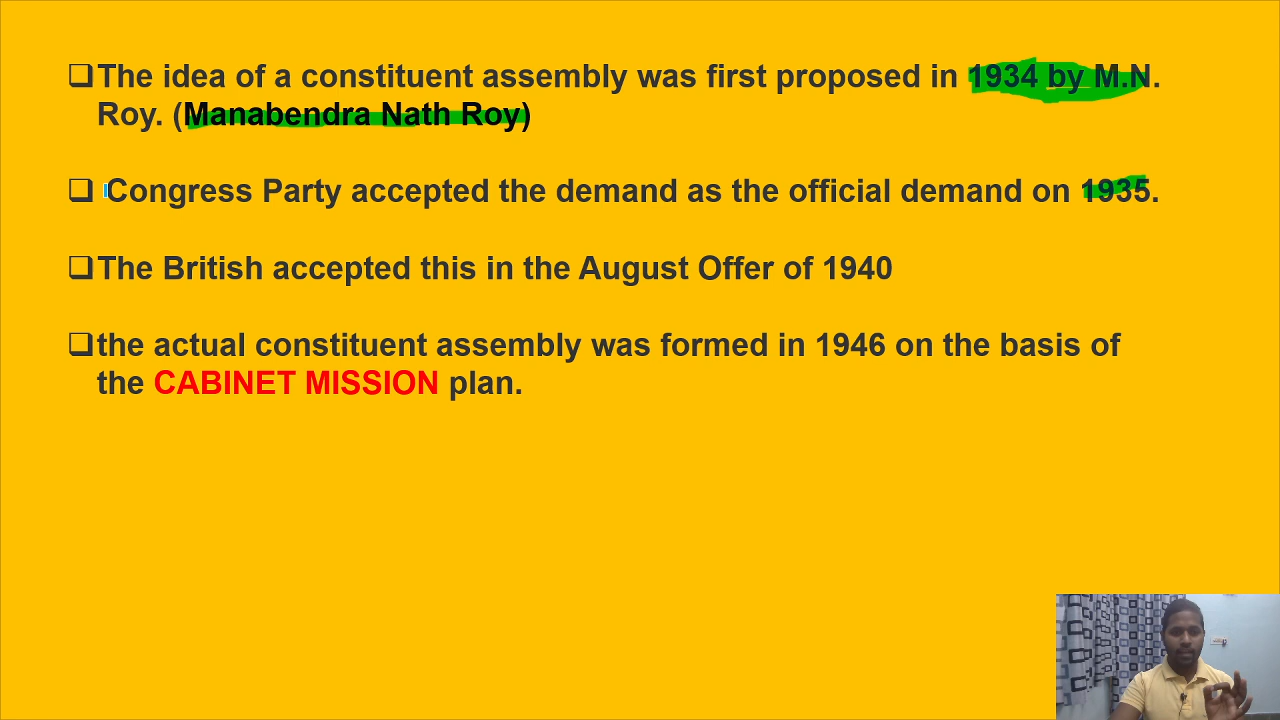 ❑The idea of a constituent assembly was first proposed in 1934 by M.N.
Roy. (Manabendra Nath Roy)
❑ Congress Party accepted the demand as the official demand on 1935.
❑The British accepted this in the August Offer of 1940
❑the actual constituent assembly was formed in 1946 on the basis of
the CABINET MISSION plan.